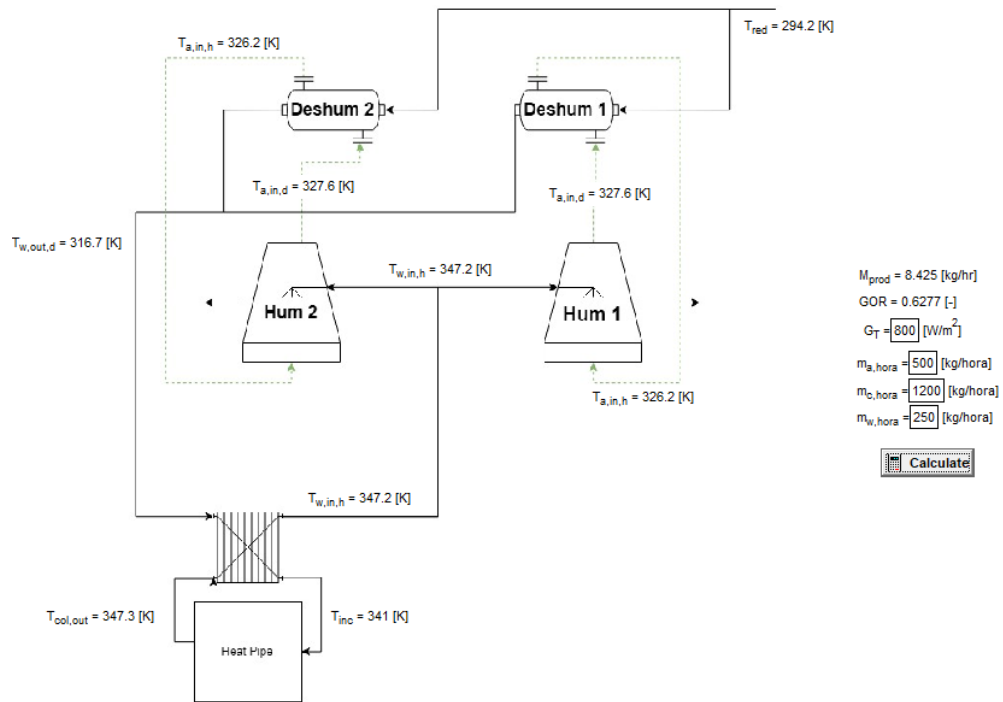 T_red = 294.2 [K]
T_a,in,h = 326.2 [K]
Deshum 2
Deshum 1
T_a,in,d = 327.6 [K]
T_a,in,d = 327.6 [K]
T_w,out,d = 316.7 [K]
T_w,in,h = 347.2 [K]
Hum 2
Hum 1
M_prod = 8.425 [kg/hr]
GOR = 0.6277 [-]
G_T = 800 [W/m²]
m_a,hora = 500 [kg/hora]
m_c,hora = 1200 [kg/hora]
m_w,hora = 250 [kg/hora]
T_a,in,h = 326.2 [K]
Calculate
T_w,in,h = 347.2 [K]
T_col,out = 347.3 [K]
T_inc = 341 [K]
Heat Pipe